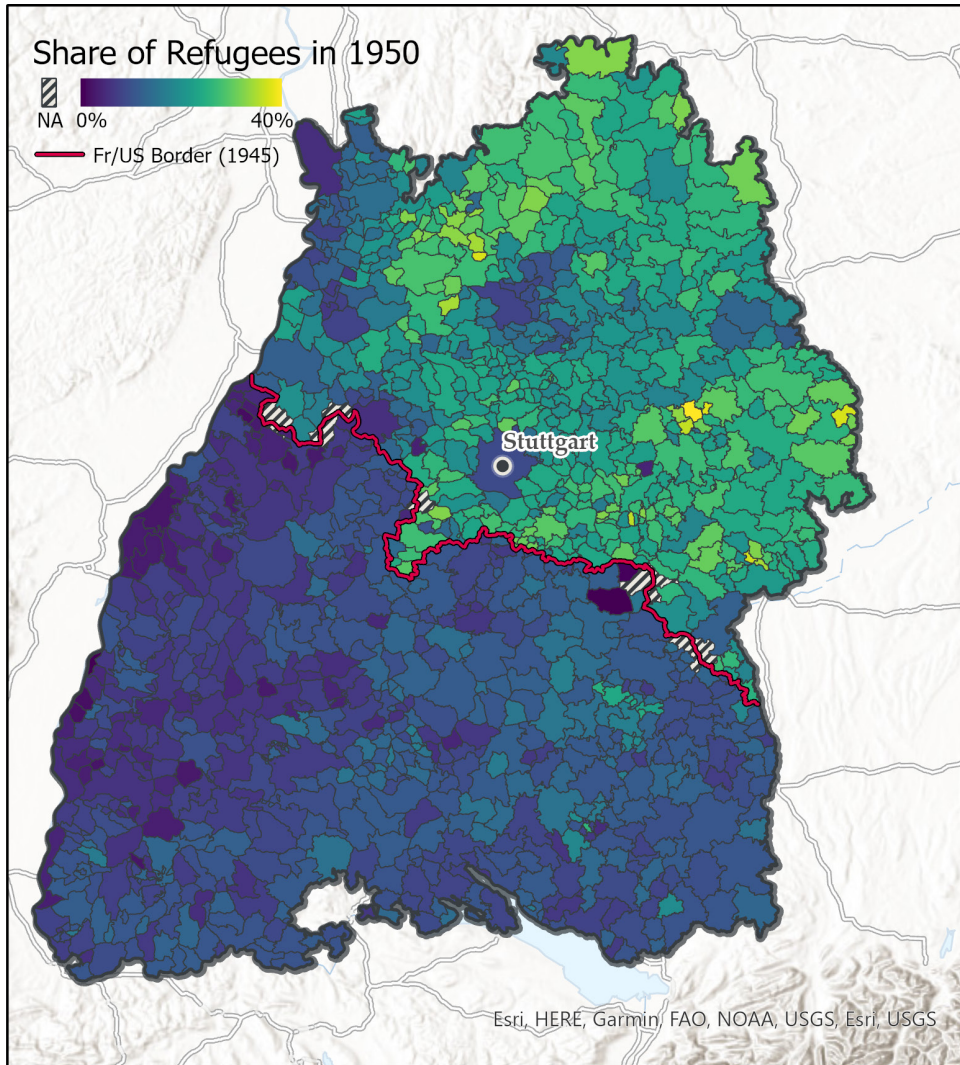 Share of Refugees in 1950
NA 0% 40%
Fr/US Border (1945)
Stuttgart
Esri, HERE, Garmin, FAO, NOAA, USGS, Esri, USGS